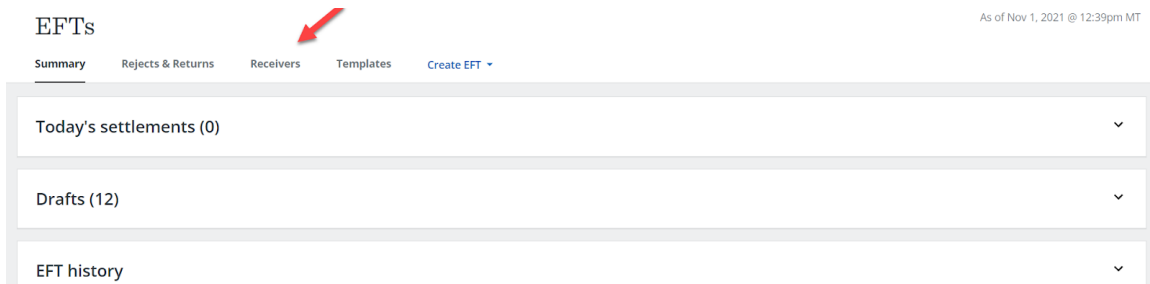 EFTs
As of Nov 1, 2021 @ 12:39pm MT
Summary Rejects & Returns Receivers Templates Create EFT
Today's settlements (0)
Drafts (12)
EFT history